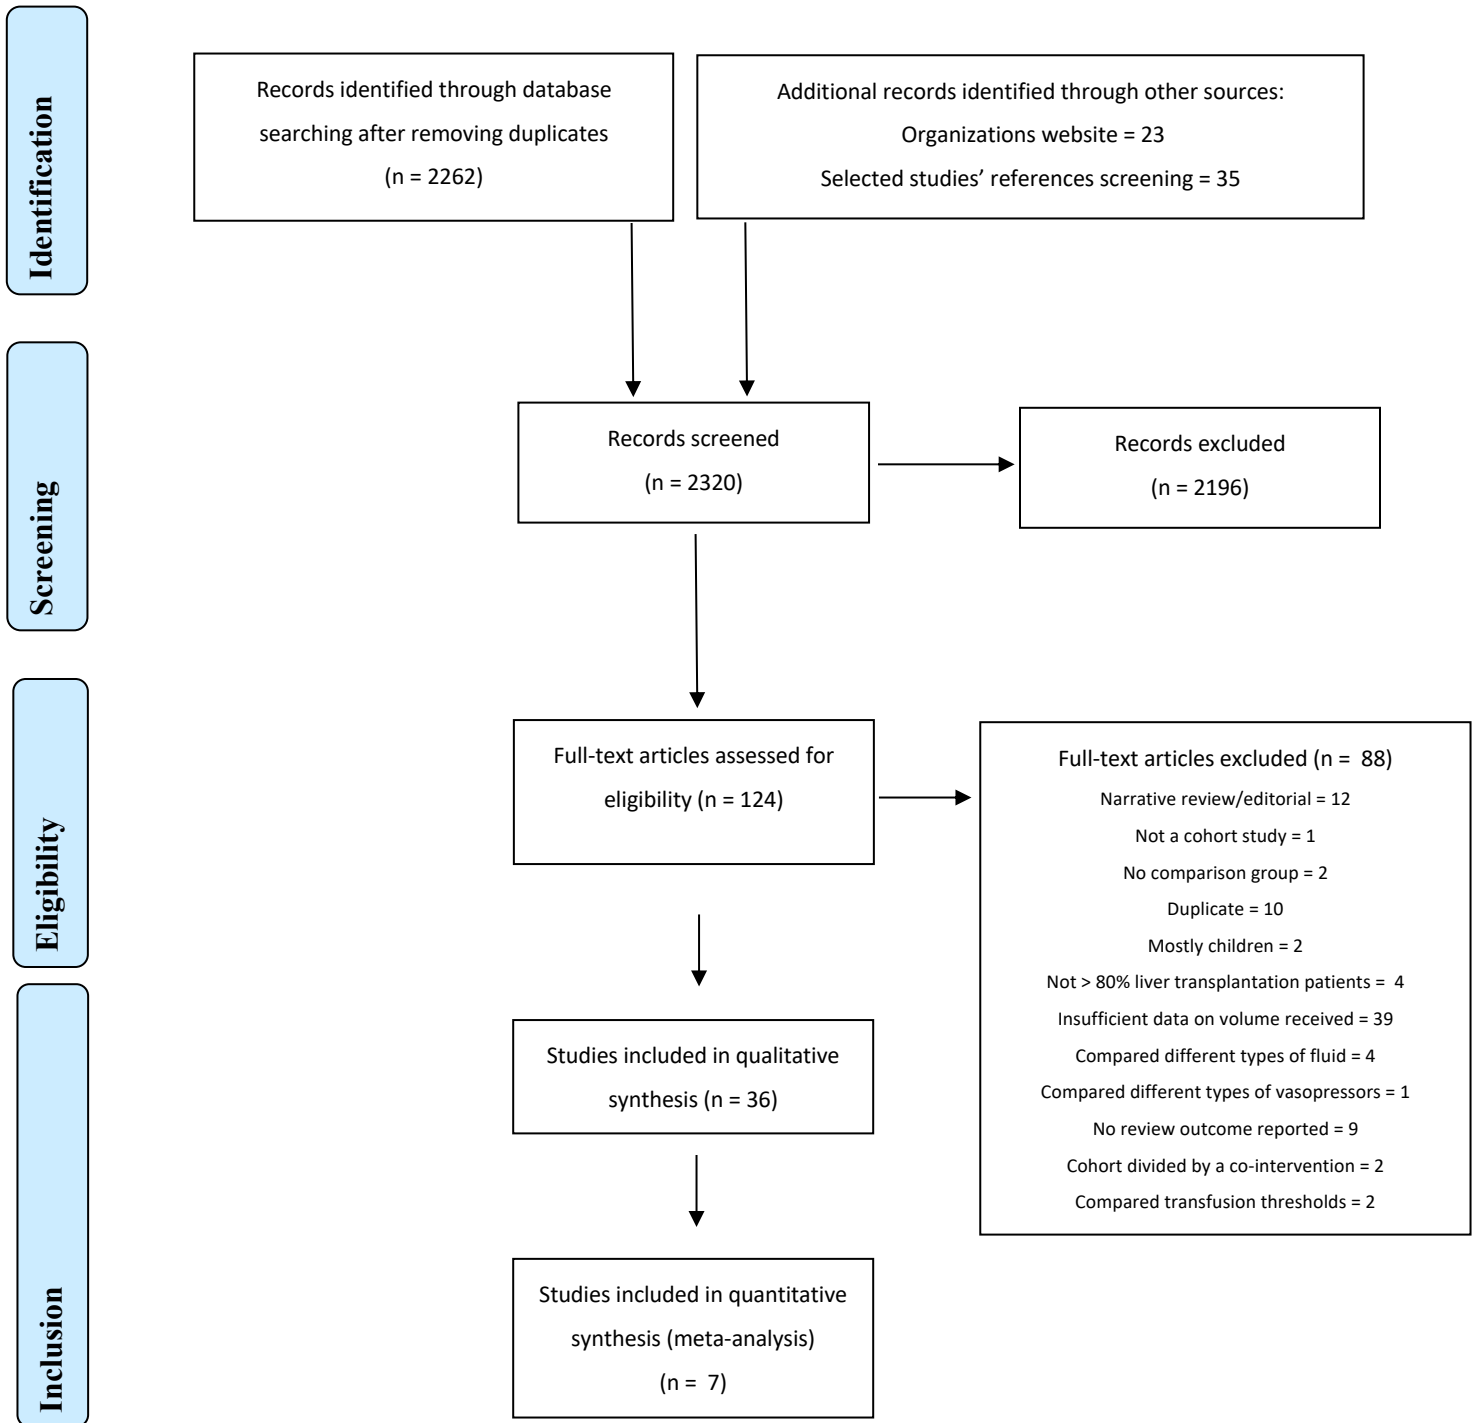 Identification
Records identified through database
searching after removing duplicates
(n = 2262)
Additional records identified through other sources:
Organizations website = 23
Selected studies’ references screening = 35
Screening
Records screened
(n = 2320)
Records excluded
(n = 2196)
Eligibility
Full-text articles assessed for
eligibility (n = 124)
Full-text articles excluded (n = 88)
Narrative review/editorial = 12
Not a cohort study = 1
No comparison group = 2
Duplicate = 10
Mostly children = 2
Not > 80% liver transplantation patients = 4
Insufficient data on volume received = 39
Compared different types of fluid = 4
Compared different types of vasopressors = 1
No review outcome reported = 9
Cohort divided by a co-intervention = 2
Compared transfusion thresholds = 2
Inclusion
Studies included in qualitative
synthesis (n = 36)
Studies included in quantitative
synthesis (meta-analysis)
(n = 7)